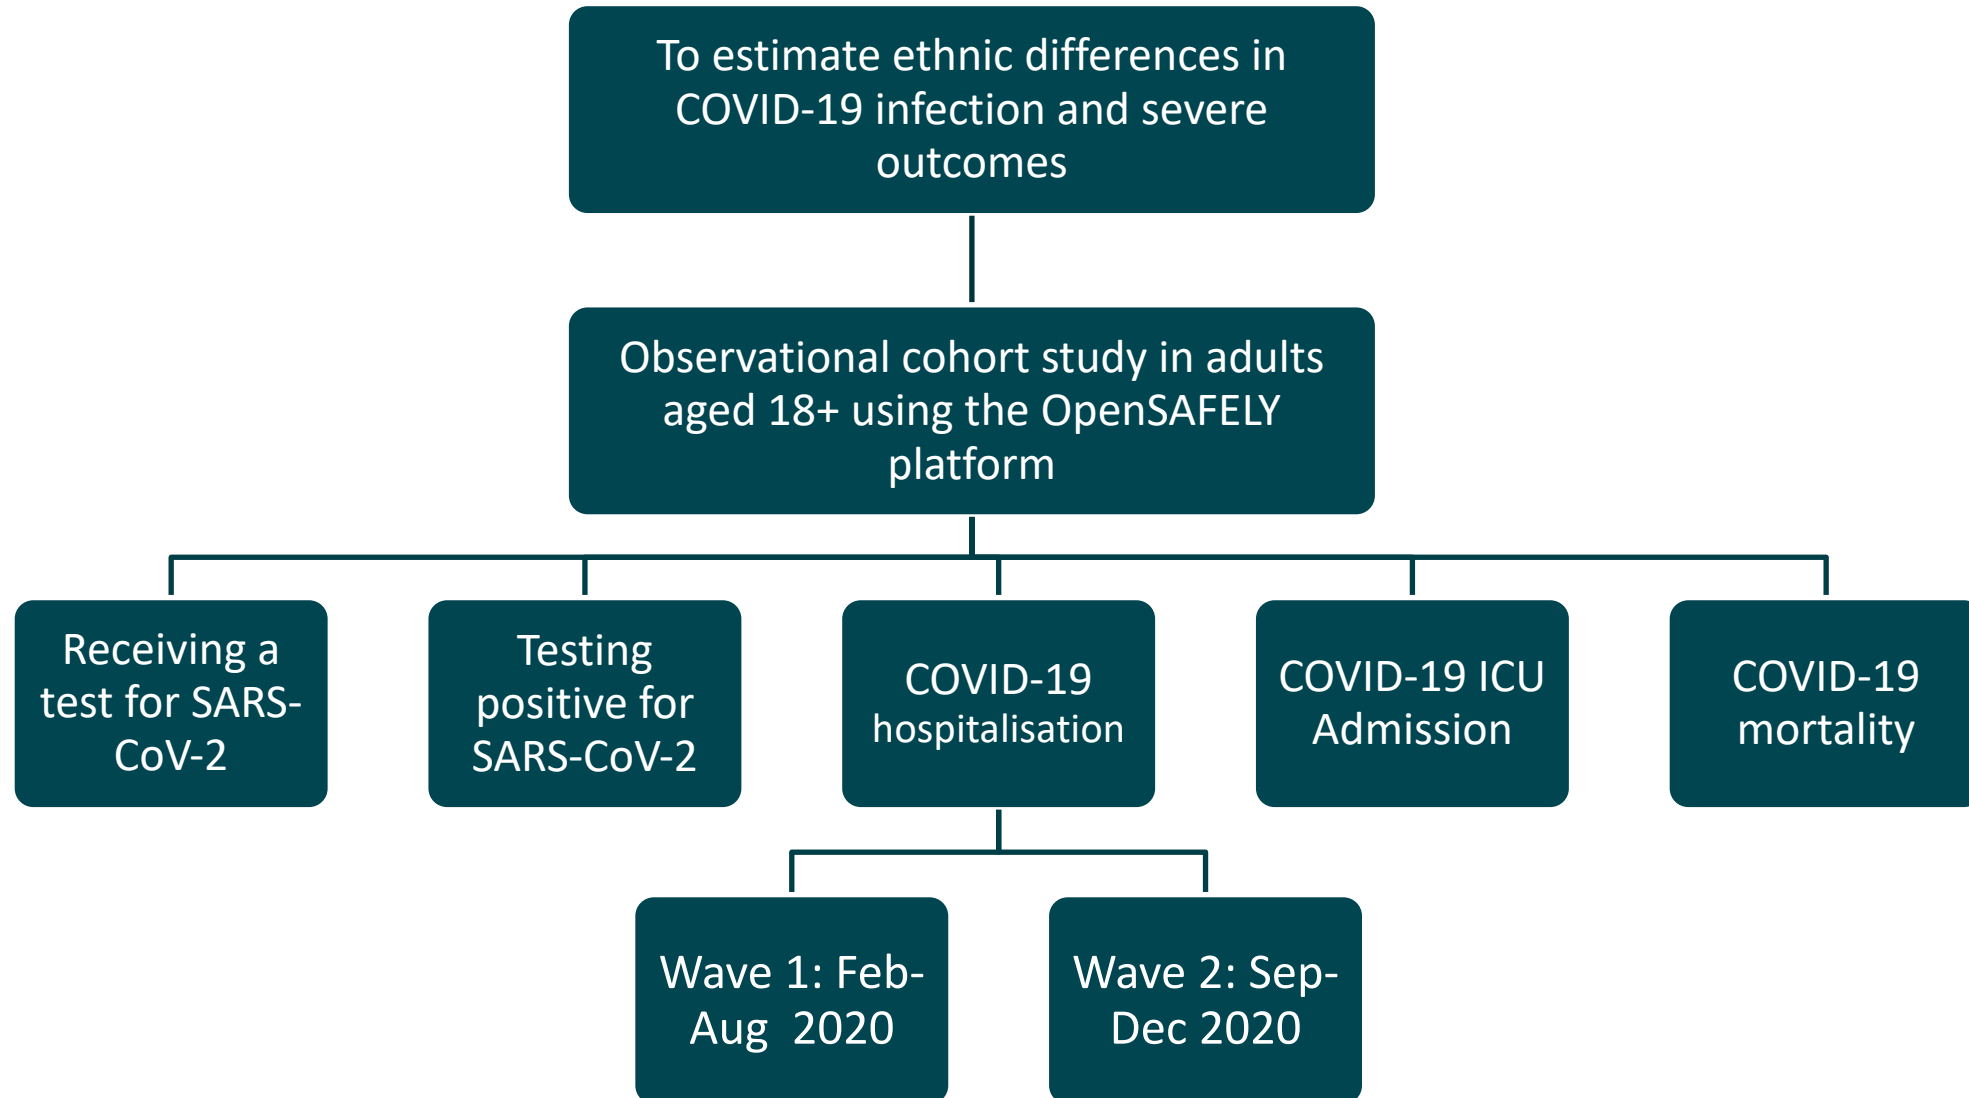 To estimate ethnic differences in
COVID-19 infection and severe
outcomes
Observational cohort study in adults
aged 18+ using the OpenSAFELY
platform
Receiving a
test for SARS-
CoV-2
Testing
positive for
SARS-CoV-2
COVID-19
hospitalisation
COVID-19 ICU
Admission
COVID-19
mortality
Wave 1: Feb-
Aug  2020
Wave 2: Sep-
Dec 2020